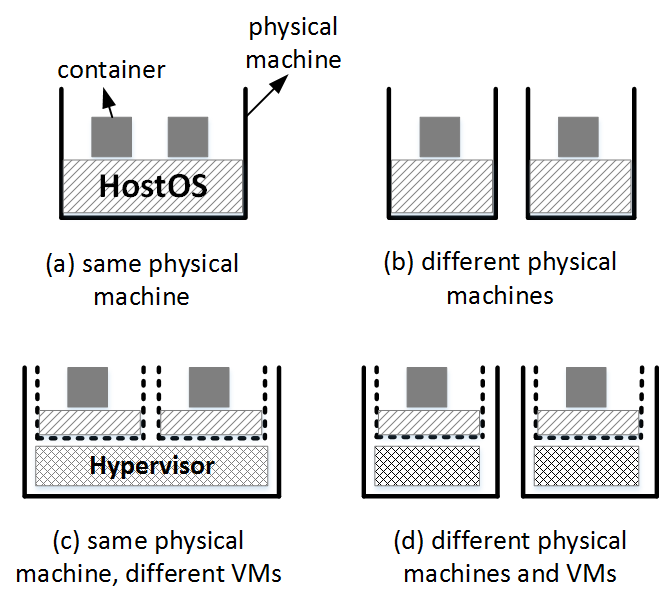 physical
machine
container
HostOS
(a) same physical
machine
(b) different physical
machines
Hypervisor
(c) same physical
machine, different VMs
(d) different physical
machines and VMs